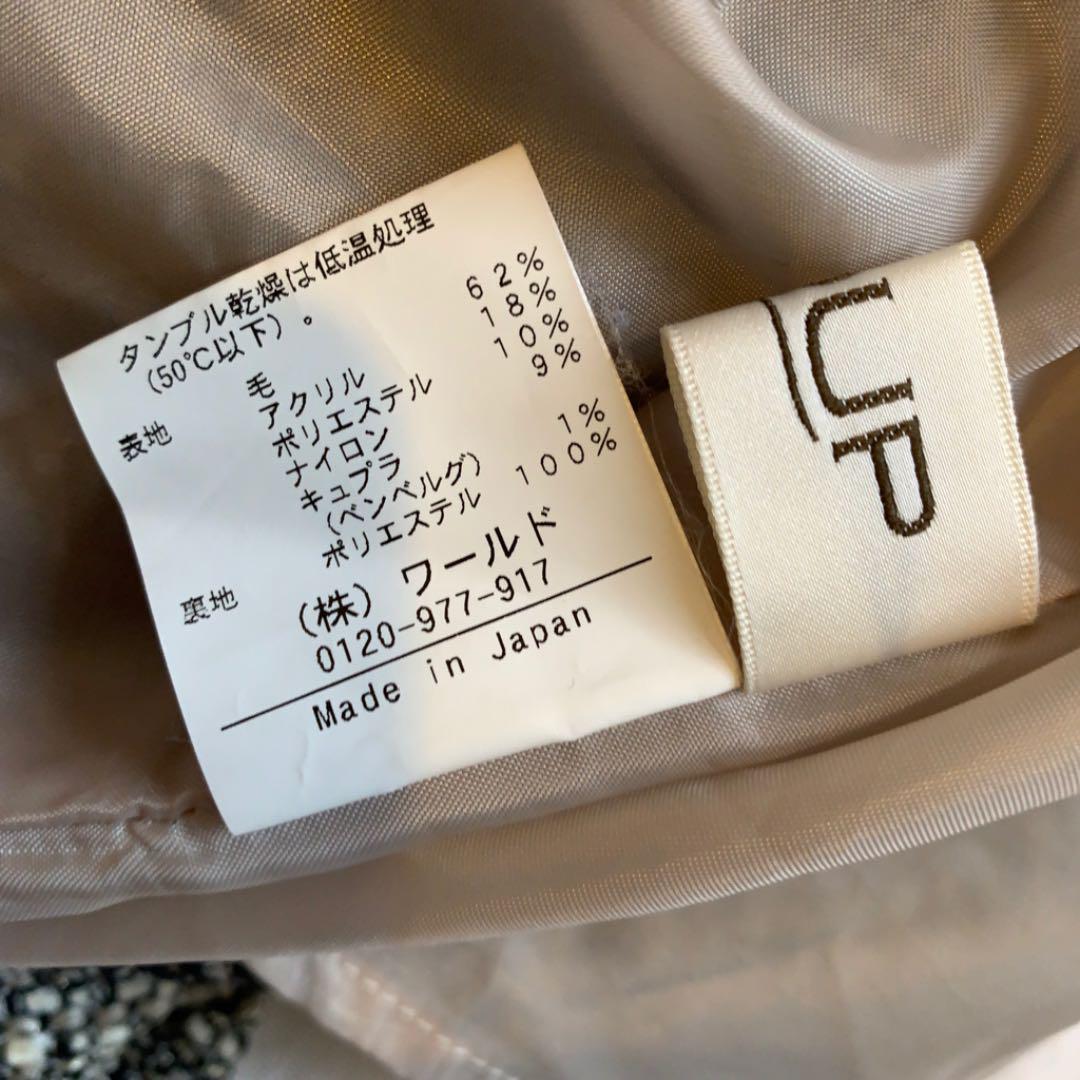 タンブル乾燥は低温処理
(50℃以下)。
表地 毛 62%
アクリル 18%
ポリエステル 10%
ナイロン 9%
キュプラ
(ベンベルグ) 1%
裏地 ポリエステル 100%
(株) ワールド
0120-977-917
Made in Japan
UP